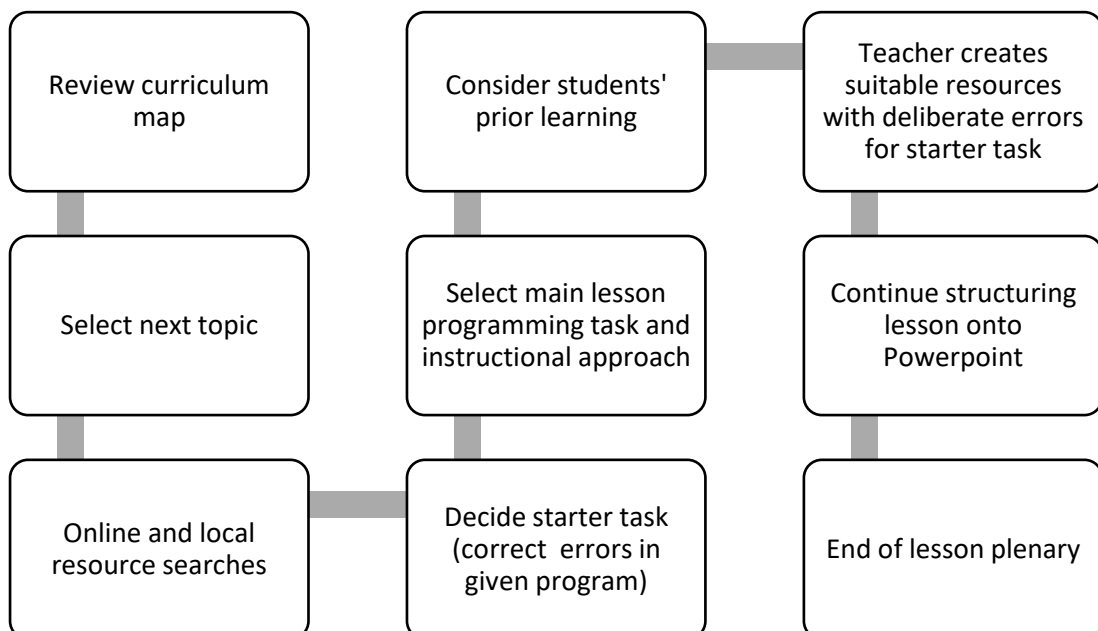 Review curriculum
map
Select next topic
Online and local
resource searches
Decide starter task
(correct  errors in
given program)
Select main lesson
programming task and
instructional approach
Consider students'
prior learning
Teacher creates
suitable resources
with deliberate errors
for starter task
Continue structuring
lesson onto
Powerpoint
End of lesson plenary